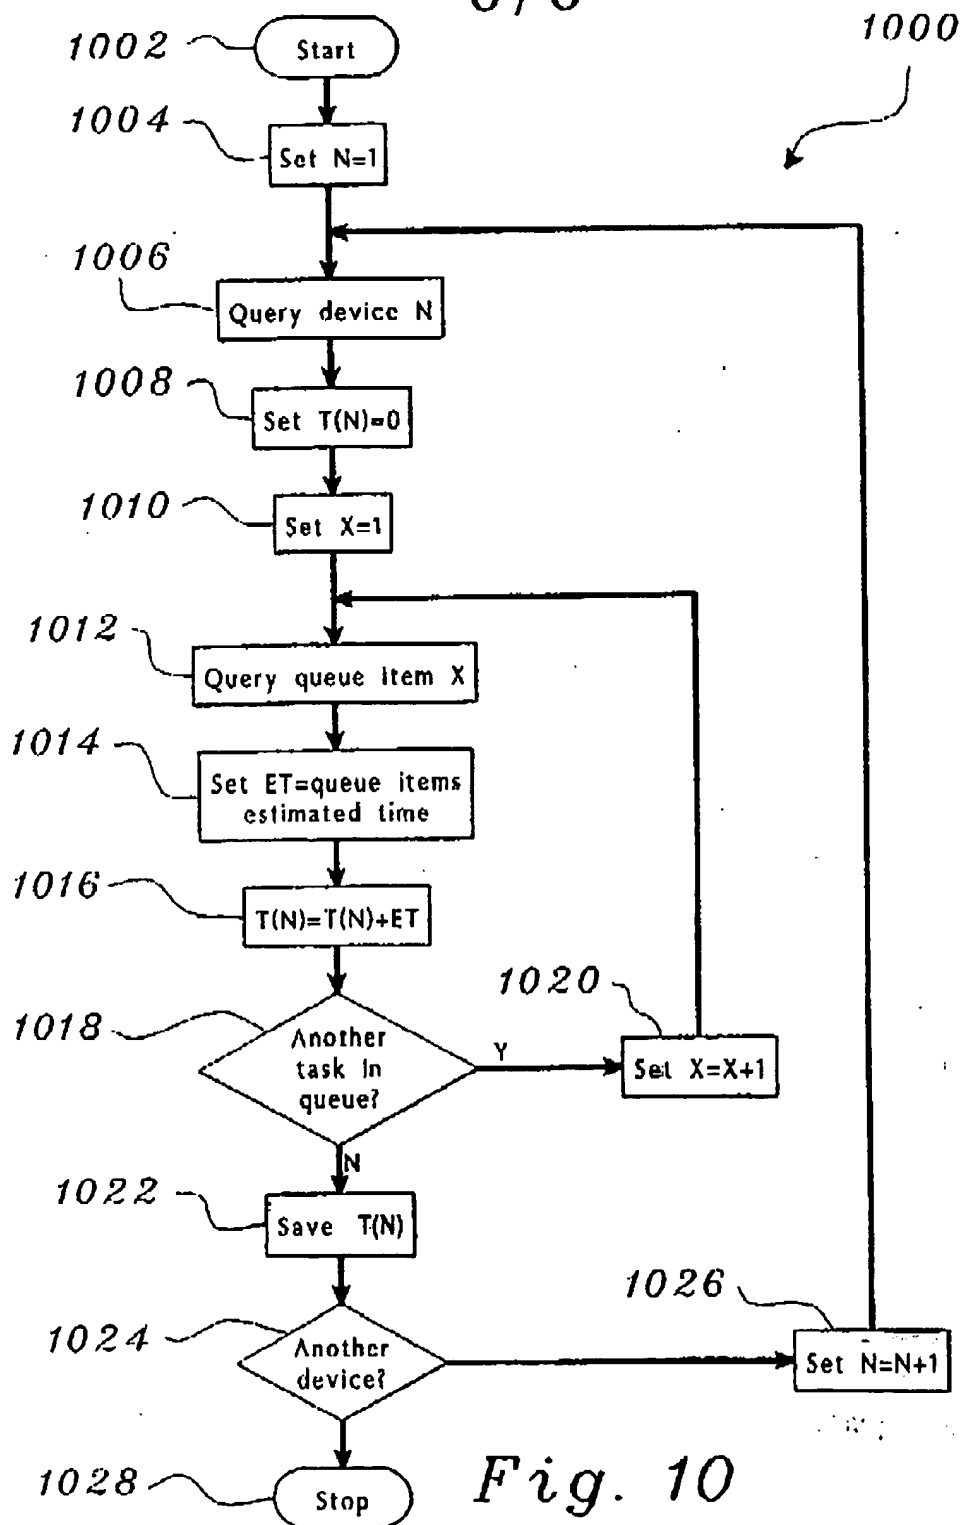 1000
1002
Start
1004
Set N=1
1006
Query device N
1008
Set T(N)=0
1010
Set X=1
1012
Query queue item X
1014
Set ET=queue items
estimated time
1016
T(N)=T(N)+ET
1018
Another
task in
queue?
Y
1020
Set X=X+1
N
1022
Save T(N)
1024
Another
device?
1026
Set N=N+1
1028
Stop
Fig. 10